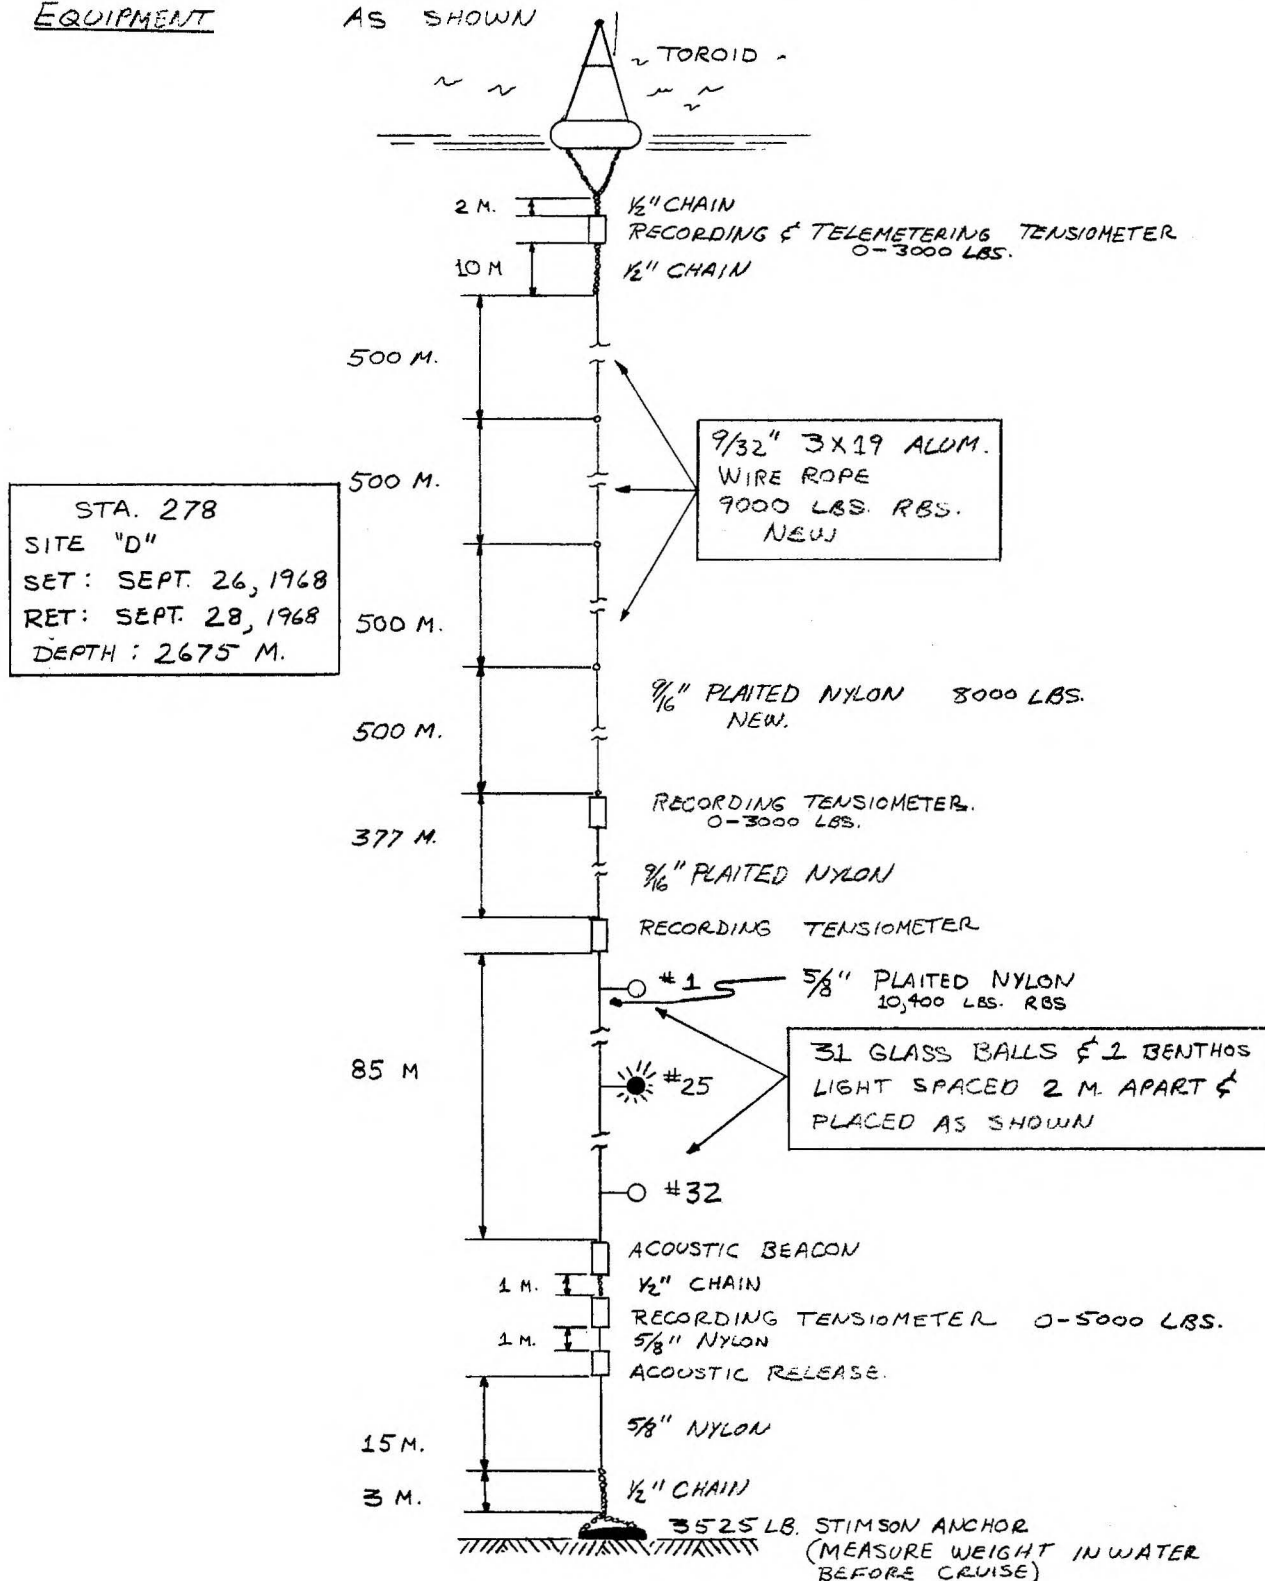 EQUIPMENT AS SHOWN
TOROID
2 M.
1/2" CHAIN
RECORDING & TELEMETERING TENSIOMETER
0-3000 LBS.
10 M
1/2" CHAIN
500 M.
9/32" 3X19 ALUM.
WIRE ROPE
9000 LBS. RBS.
NEW
500 M.
STA. 278
SITE "D"
SET: SEPT. 26, 1968
RET: SEPT. 28, 1968
DEPTH: 2675 M.
500 M.
9/16" PLAITED NYLON 8000 LBS.
NEW.
500 M.
RECORDING TENSIOMETER.
0-3000 LBS.
377 M.
9/16" PLAITED NYLON
RECORDING TENSIOMETER
#1
5/8" PLAITED NYLON
10,400 LBS. RBS
31 GLASS BALLS & 1 BENTHOS
LIGHT SPACED 2 M. APART &
PLACED AS SHOWN
85 M
#25
#32
ACOUSTIC BEACON
1 M.
1/2" CHAIN
RECORDING TENSIOMETER 0-5000 LBS.
1 M.
5/8" NYLON
ACOUSTIC RELEASE.
5/8" NYLON
15 M.
3 M.
1/2" CHAIN
3525 LB. STIMSON ANCHOR
(MEASURE WEIGHT IN WATER
BEFORE CRUISE)